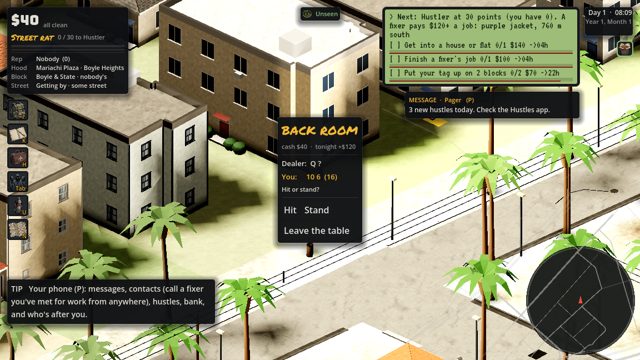 $40 all clean
STREET RAT 0 / 30 to Hustler
Rep Nobody (0)
Hood Mariachi Plaza · Boyle Heights
Block Boyle & State · nobody's
Street Getting by · some street
Unseen
> Next: Hustler at 30 points (you have 0). A
fixer pays $120+ a job: purple jacket, 760 m
south
[ ] Get into a house or flat 0/1 $140 ->04h
[ ] Finish a fixer's job 0/1 $100 ->04h
[ ] Put your tag up on 2 blocks 0/2 $70 ->22h
Day 1 · 08:09
Year 1, Month 1
MESSAGE · Pager (P)
3 new hustles today. Check the Hustles app.
BACK ROOM
cash $40 · tonight +$120
Dealer: Q ?
You: 10 6 (16)
Hit or stand?
Hit Stand
Leave the table
H
Tab
U
TIP Your phone (P): messages, contacts (call a fixer
you've met for work from anywhere), hustles, bank,
and who's after you.